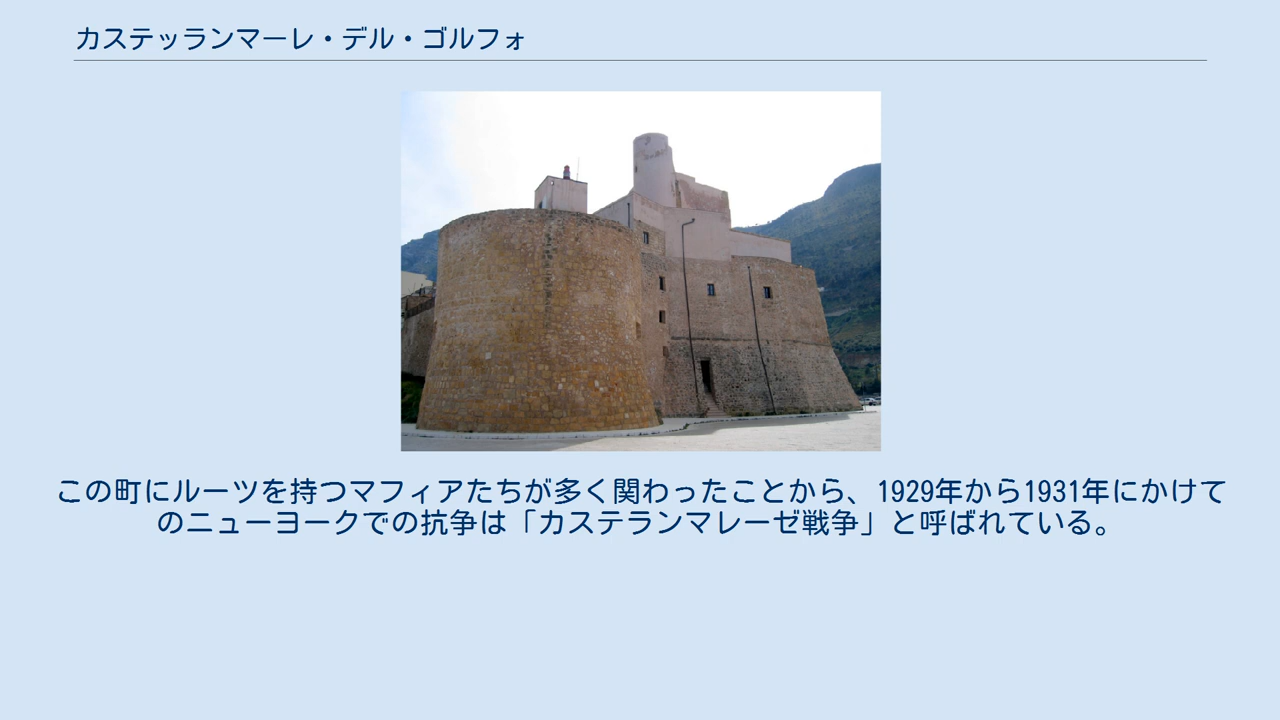 カステッランマーレ・デル・ゴルフォ
この町にルーツを持つマフィアたちが多く関わったことから、1929年から1931年にかけて
のニューヨークでの抗争は「カステランマレーゼ戦争」と呼ばれている。